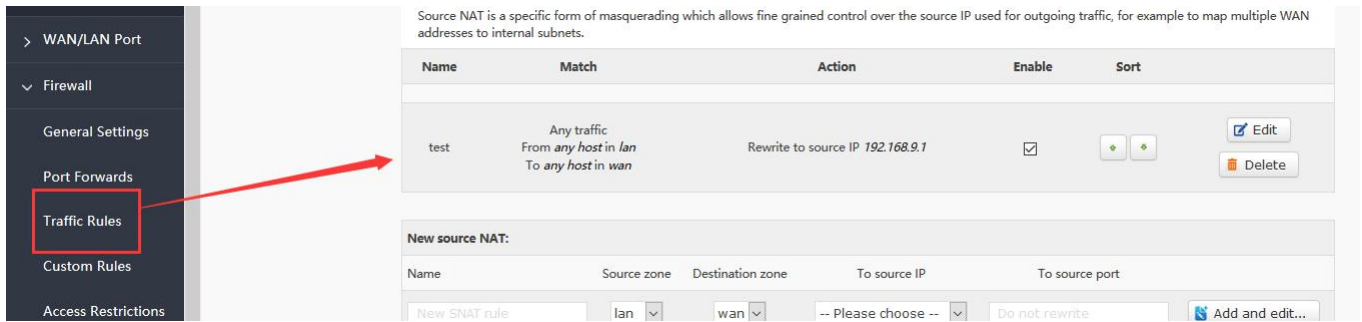 WAN/LAN Port
Firewall
General Settings
Port Forwards
Traffic Rules
Custom Rules
Access Restrictions
Source NAT is a specific form of masquerading which allows fine grained control over the source IP used for outgoing traffic, for example to map multiple WAN
addresses to internal subnets.
Name Match Action Enable Sort
Any traffic
test From any host in lan Rewrite to source IP 192.168.9.1
To any host in wan
Edit
Delete
New source NAT:
Name Source zone Destination zone To source IP To source port
New SNAT rule lan wan -- Please choose -- Do not rewrite Add and edit...